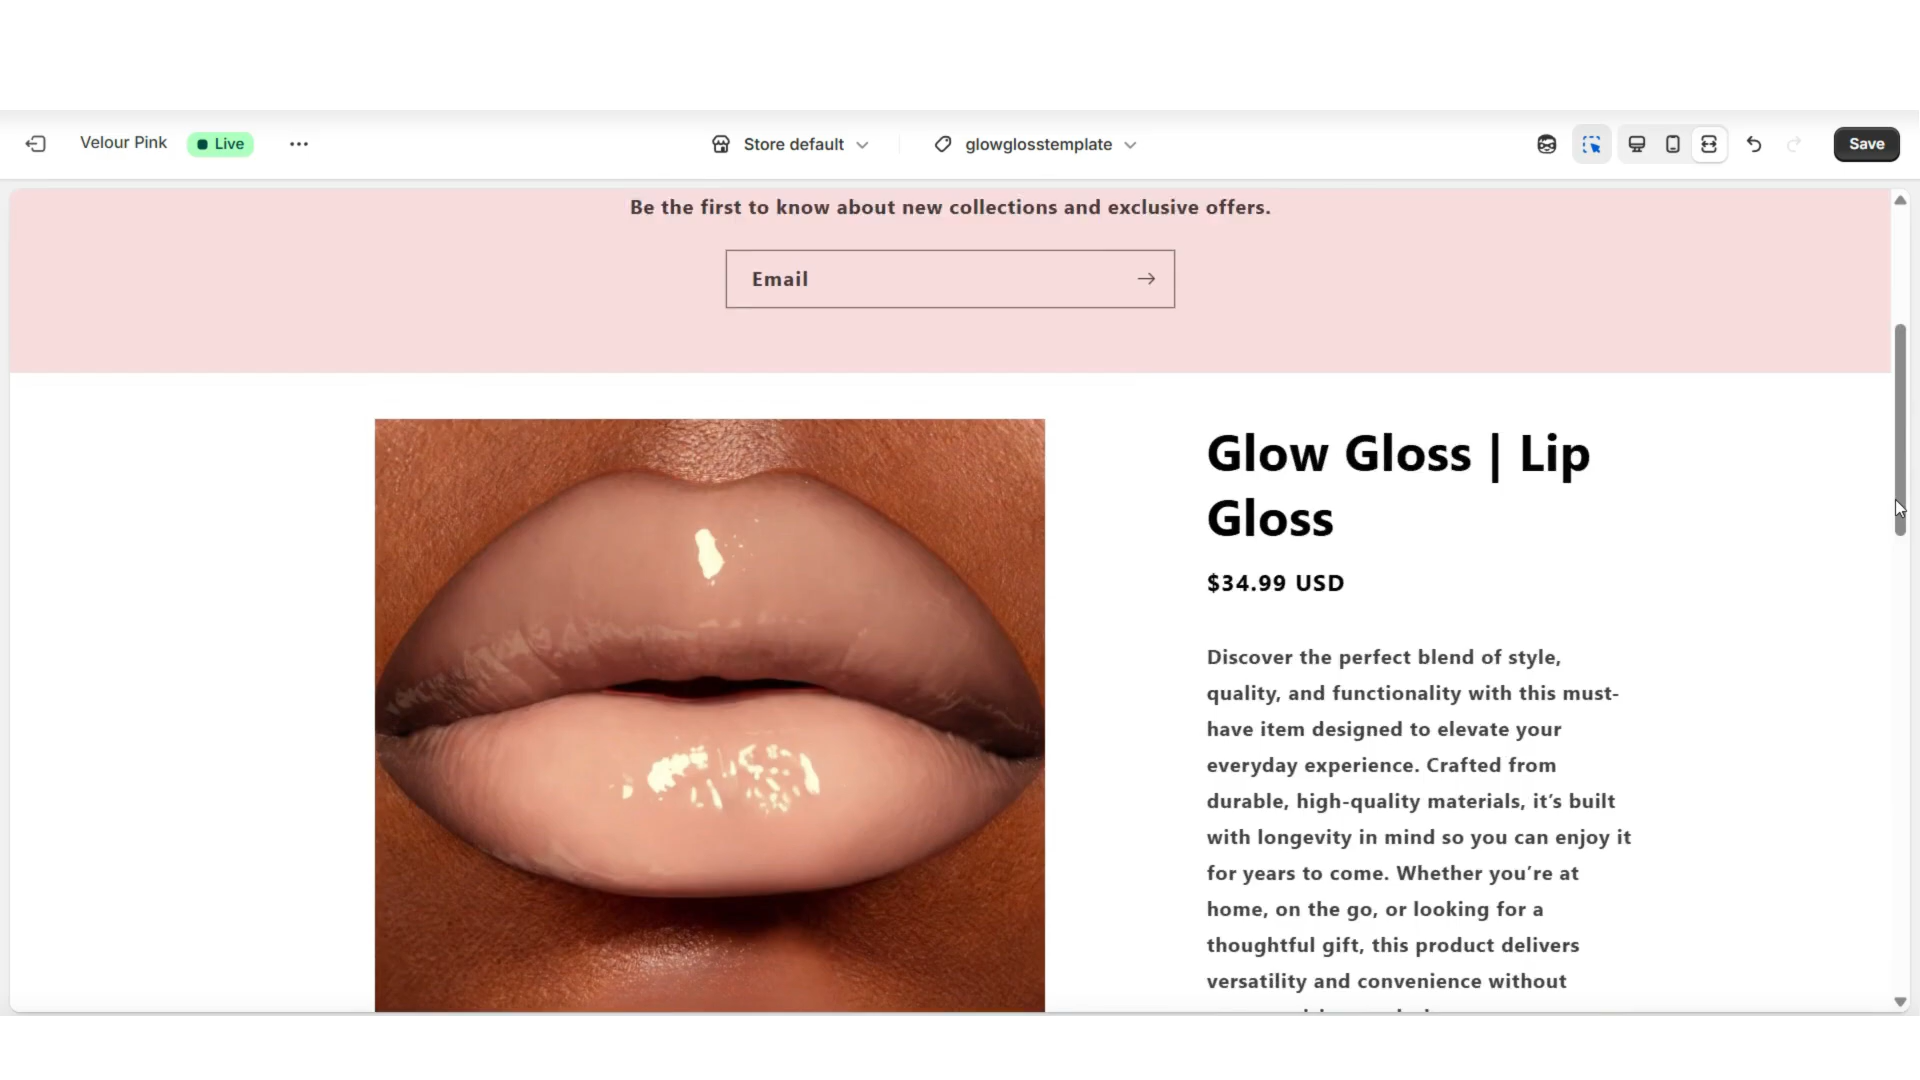 Velour Pink
Live
Store default
glowglosstemplate
Save
Be the first to know about new collections and exclusive offers.
Email
Glow Gloss | Lip
Gloss
$34.99 USD
Discover the perfect blend of style,
quality, and functionality with this must-
have item designed to elevate your
everyday experience. Crafted from
durable, high-quality materials, it’s built
with longevity in mind so you can enjoy it
for years to come. Whether you’re at
home, on the go, or looking for a
thoughtful gift, this product delivers
versatility and convenience without